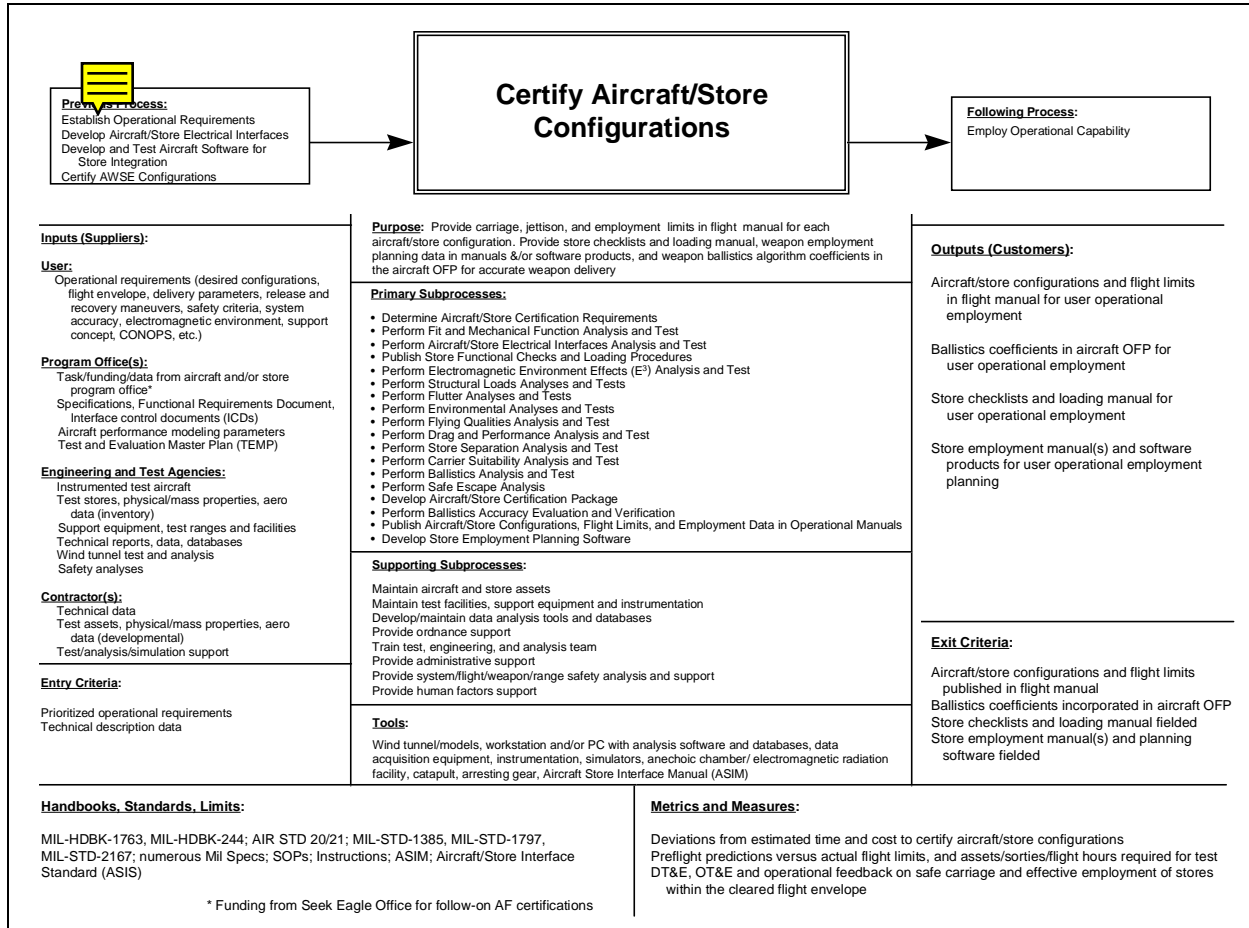 Certify Aircraft/Store
Configurations
Previous Process:
Establish Operational Requirements
Develop Aircraft/Store Electrical Interfaces
Develop and Test Aircraft Software for
Store Integration
Certify AWSE Configurations
Following Process:
Employ Operational Capability
Inputs (Suppliers):
User:
Operational requirements (desired configurations,
flight envelope, delivery parameters, release and
recovery maneuvers, safety criteria, system
accuracy, electromagnetic environment, support
concept, CONOPS, etc.)
Program Office(s):
Task/funding/data from aircraft and/or store
program office*
Specifications, Functional Requirements Document,
Interface control documents (ICDs)
Aircraft performance modeling parameters
Test and Evaluation Master Plan (TEMP)
Engineering and Test Agencies:
Instrumented test aircraft
Test stores, physical/mass properties, aero
data (inventory)
Support equipment, test ranges and facilities
Technical reports, data, databases
Wind tunnel test and analysis
Safety analyses
Contractor(s):
Technical data
Test assets, physical/mass properties, aero
data (developmental)
Test/analysis/simulation support
Entry Criteria:
Prioritized operational requirements
Technical description data
Purpose: Provide carriage, jettison, and employment limits in flight manual for each
aircraft/store configuration. Provide store checklists and loading manual, weapon employment
planning data in manuals &/or software products, and weapon ballistics algorithm coefficients in
the aircraft OFP for accurate weapon delivery
Primary Subprocesses:
• Determine Aircraft/Store Certification Requirements
• Perform Fit and Mechanical Function Analysis and Test
• Perform Aircraft/Store Electrical Interfaces Analysis and Test
• Publish Store Functional Checks and Loading Procedures
• Perform Electromagnetic Environment Effects (E³) Analysis and Test
• Perform Structural Loads Analyses and Tests
• Perform Flutter Analyses and Tests
• Perform Environmental Analyses and Tests
• Perform Flying Qualities Analysis and Test
• Perform Drag and Performance Analysis and Test
• Perform Store Separation Analysis and Test
• Perform Carrier Suitability Analysis and Test
• Perform Ballistics Analysis and Test
• Perform Safe Escape Analysis
• Develop Aircraft/Store Certification Package
• Perform Ballistics Accuracy Evaluation and Verification
• Publish Aircraft/Store Configurations, Flight Limits, and Employment Data in Operational Manuals
• Develop Store Employment Planning Software
Supporting Subprocesses:
Maintain aircraft and store assets
Maintain test facilities, support equipment and instrumentation
Develop/maintain data analysis tools and databases
Provide ordnance support
Train test, engineering, and analysis team
Provide administrative support
Provide system/flight/weapon/range safety analysis and support
Provide human factors support
Tools:
Wind tunnel/models, workstation and/or PC with analysis software and databases, data
acquisition equipment, instrumentation, simulators, anechoic chamber/ electromagnetic radiation
facility, catapult, arresting gear, Aircraft Store Interface Manual (ASIM)
Outputs (Customers):
Aircraft/store configurations and flight limits
in flight manual for user operational
employment
Ballistics coefficients in aircraft OFP for
user operational employment
Store checklists and loading manual for
user operational employment
Store employment manual(s) and software
products for user operational employment
planning
Exit Criteria:
Aircraft/store configurations and flight limits
published in flight manual
Ballistics coefficients incorporated in aircraft OFP
Store checklists and loading manual fielded
Store employment manual(s) and planning
software fielded
Handbooks, Standards, Limits:
MIL-HDBK-1763, MIL-HDBK-244; AIR STD 20/21; MIL-STD-1385, MIL-STD-1797,
MIL-STD-2167; numerous Mil Specs; SOPs; Instructions; ASIM; Aircraft/Store Interface
Standard (ASIS)
* Funding from Seek Eagle Office for follow-on AF certifications
Metrics and Measures:
Deviations from estimated time and cost to certify aircraft/store configurations
Preflight predictions versus actual flight limits, and assets/sorties/flight hours required for test
DT&E, OT&E and operational feedback on safe carriage and effective employment of stores
within the cleared flight envelope